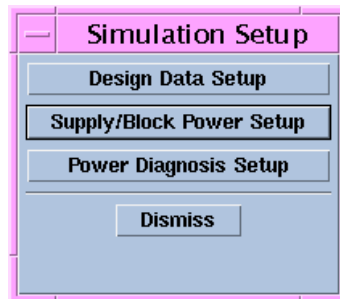 Simulation Setup
Design Data Setup
Supply/Block Power Setup
Power Diagnosis Setup
Dismiss